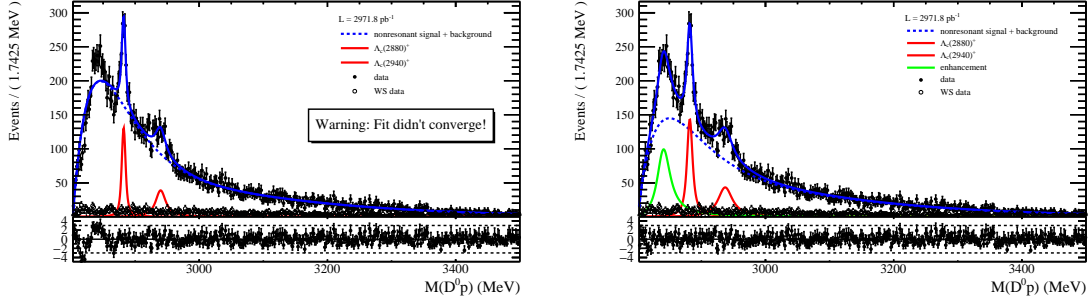 Events / ( 1.7425 MeV )
300
250
200
150
100
50
L = 2971.8 pb⁻¹
nonresonant signal + background
Λc(2880)⁺
Λc(2940)⁺
data
WS data
Warning: Fit didn't converge!
4
2
0
−2
−4
3000
3200
3400
M(D⁰p) (MeV)
Events / ( 1.7425 MeV )
300
250
200
150
100
50
L = 2971.8 pb⁻¹
nonresonant signal + background
Λc(2880)⁺
Λc(2940)⁺
enhancement
data
WS data
4
2
0
−2
−4
3000
3200
3400
M(D⁰p) (MeV)